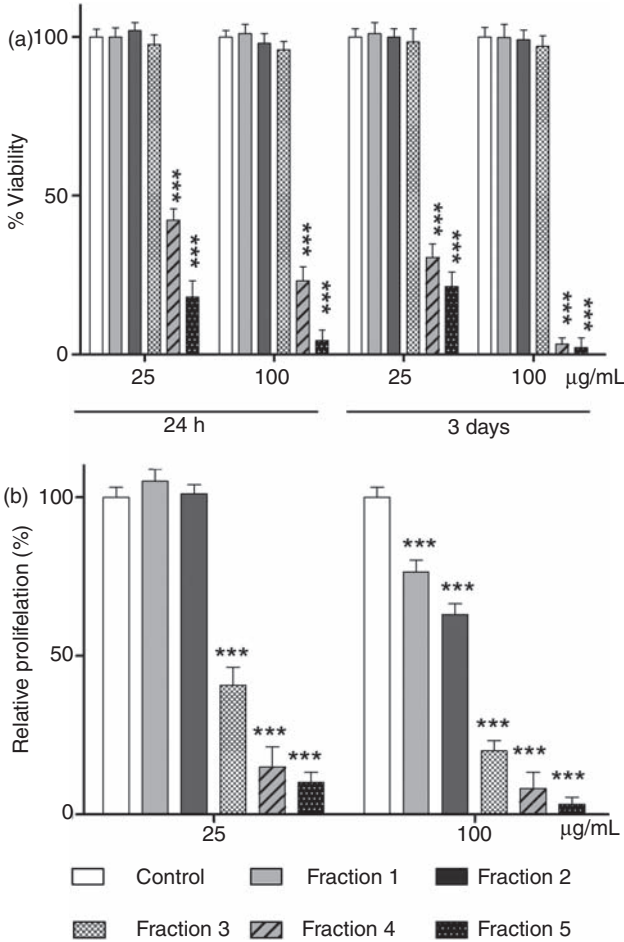 (a)
% Viability
100
50
0
***
***
***
***
***
***
***
***
25 100 25 100 µg/mL
24 h 3 days
(b)
Relative prolifelation (%)
100
50
0
***
***
***
***
***
***
***
***
25 100 µg/mL
Control Fraction 1 Fraction 2
Fraction 3 Fraction 4 Fraction 5